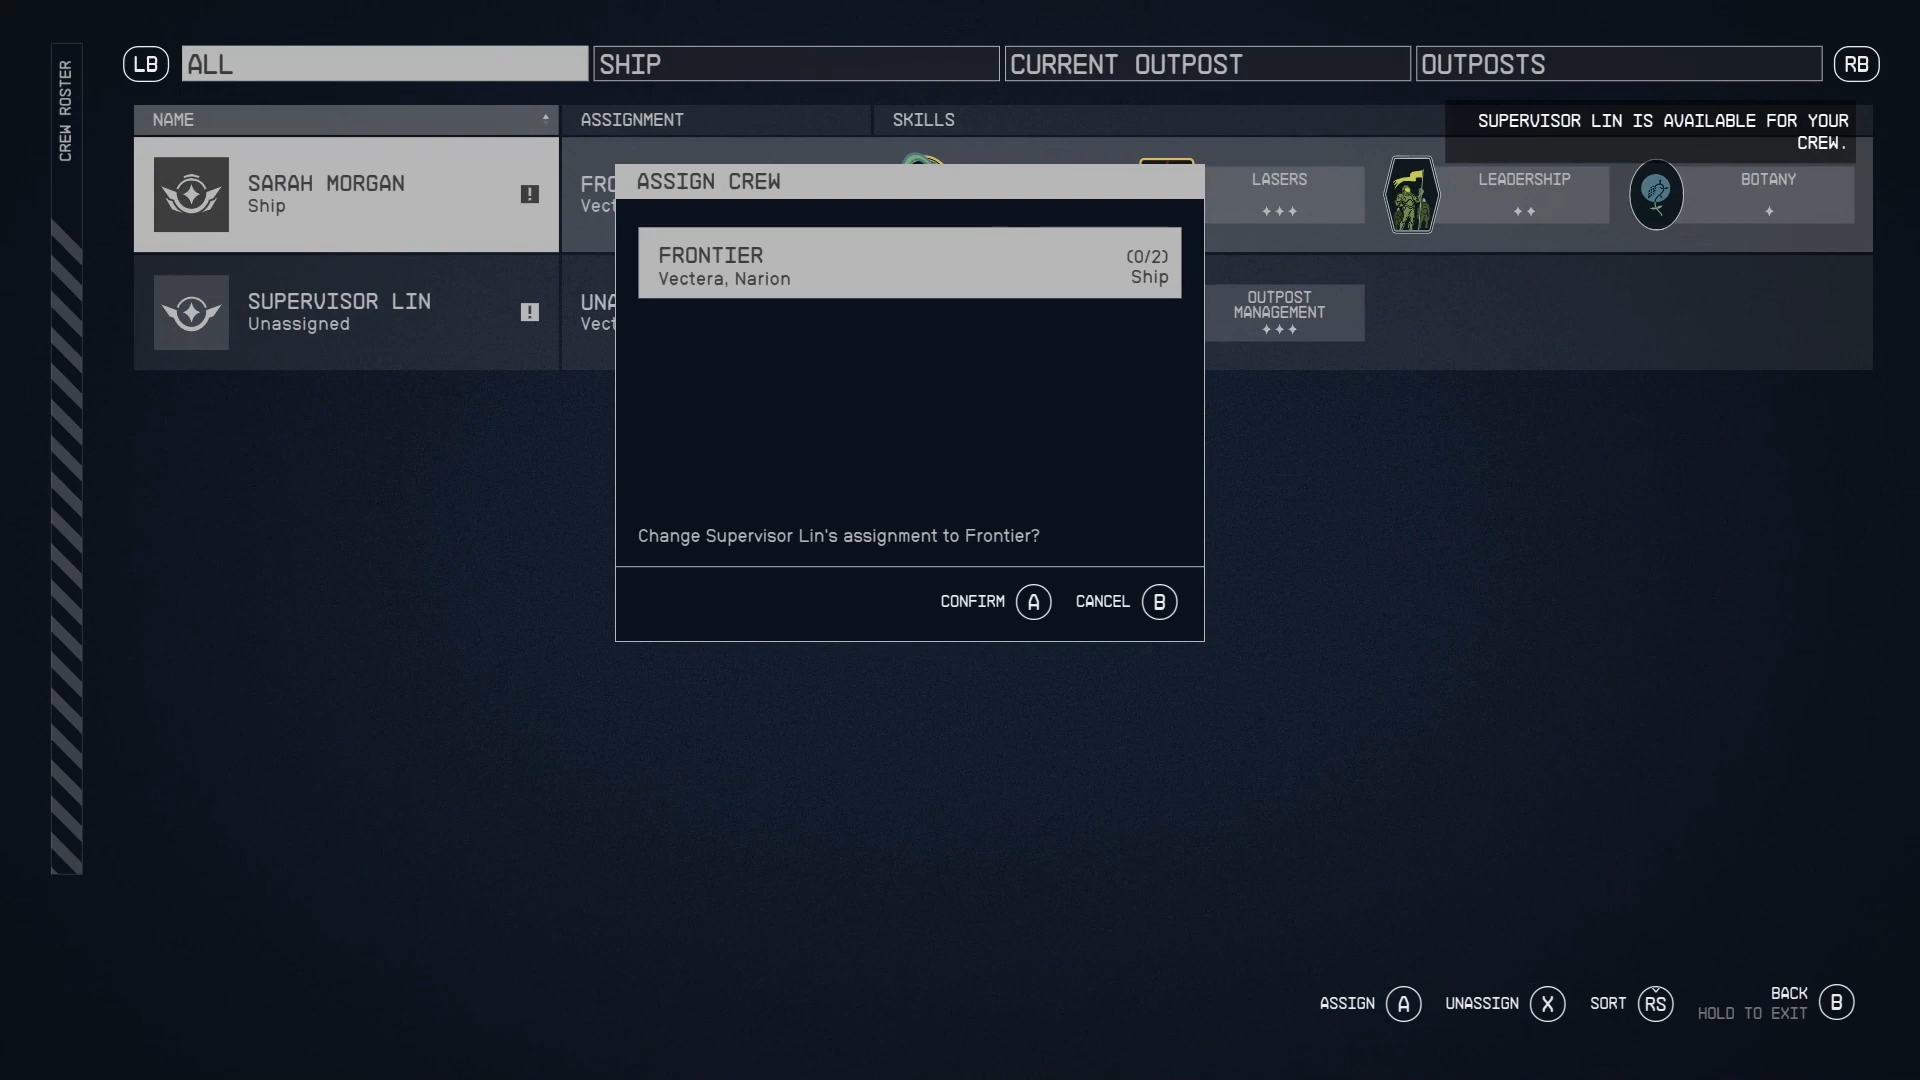 CREW ROSTER
LB
ALL
SHIP
CURRENT OUTPOST
OUTPOSTS
RB
NAME
ASSIGNMENT
SKILLS
SUPERVISOR LIN IS AVAILABLE FOR YOUR
CREW.
SARAH MORGAN
Ship
!
FRO
Vect
LASERS
LEADERSHIP
BOTANY
SUPERVISOR LIN
Unassigned
!
UNA
Vect
OUTPOST
MANAGEMENT
ASSIGN CREW
FRONTIER
(0/2)
Vectera, Narion
Ship
Change Supervisor Lin's assignment to Frontier?
CONFIRM A
CANCEL B
ASSIGN A
UNASSIGN X
SORT RS
BACK
HOLD TO EXIT
B